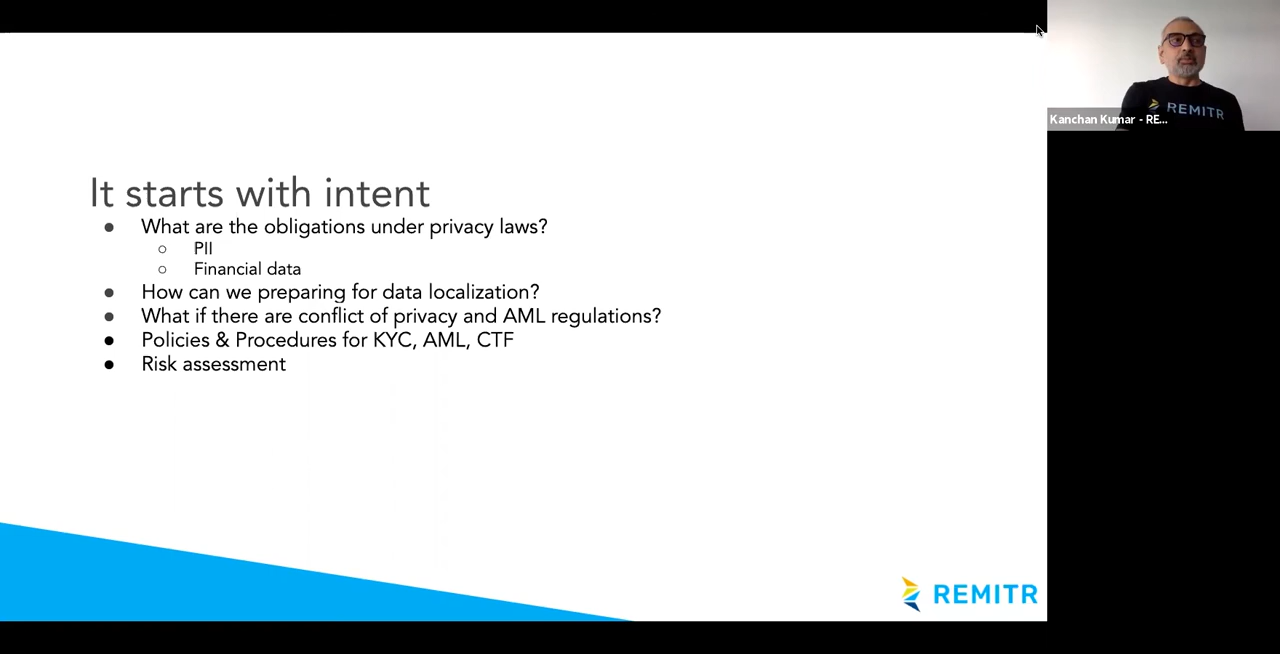 It starts with intent
● What are the obligations under privacy laws?
○ PII
○ Financial data
● How can we preparing for data localization?
● What if there are conflict of privacy and AML regulations?
● Policies & Procedures for KYC, AML, CTF
● Risk assessment
REMITR
REMITR
Kanchan Kumar - RE...